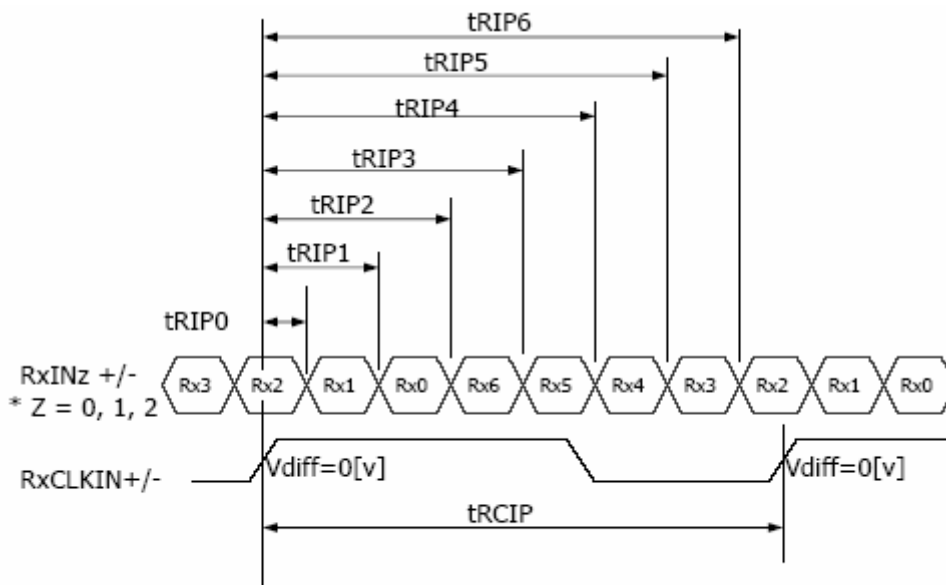 tRIP6
tRIP5
tRIP4
tRIP3
tRIP2
tRIP1
tRIP0
RxINz +/-
* Z = 0, 1, 2
Rx3 Rx2 Rx1 Rx0 Rx6 Rx5 Rx4 Rx3 Rx2 Rx1 Rx0
RxCLKIN+/-
Vdiff=0[v] Vdiff=0[v]
tRCIP